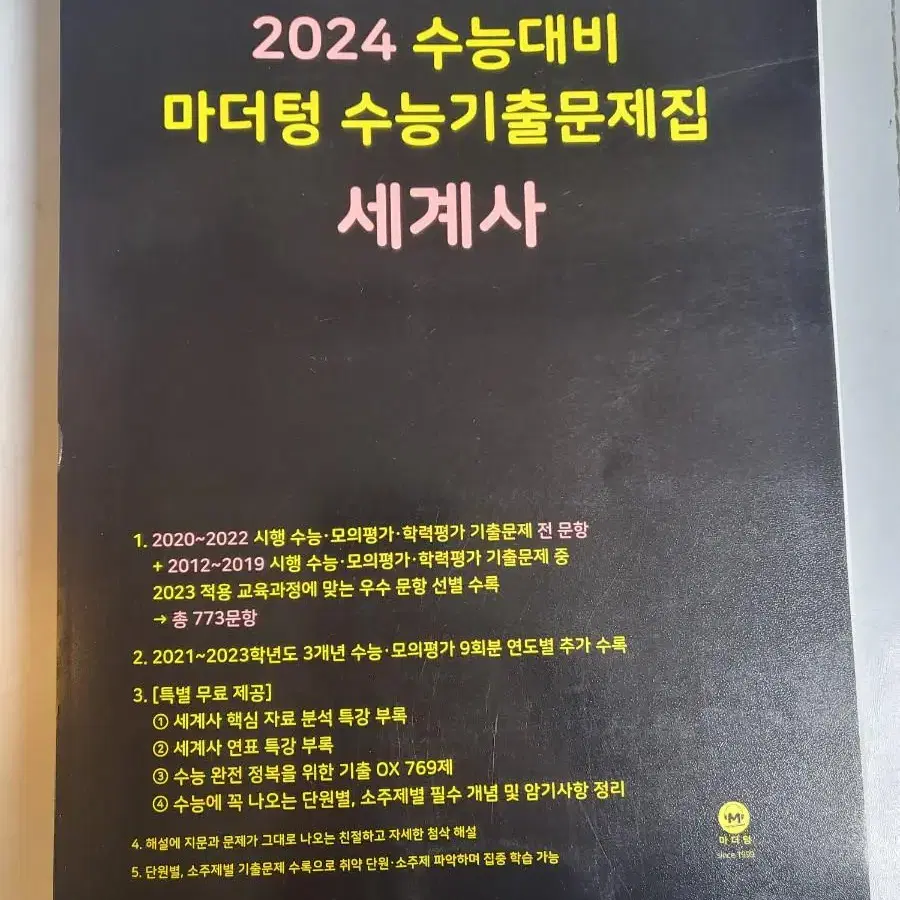 2024 수능대비
마더텅 수능기출문제집
세계사
1. 2020~2022 시행 수능·모의평가·학력평가 기출문제 전 문항
+ 2012~2019 시행 수능·모의평가·학력평가 기출문제 중
2023 적용 교육과정에 맞는 우수 문항 선별 수록
→ 총 773문항
2. 2021~2023학년도 3개년 수능·모의평가 9회분 연도별 추가 수록
3. [특별 무료 제공]
① 세계사 핵심 자료 분석 특강 부록
② 세계사 연표 특강 부록
③ 수능 완전 정복을 위한 기출 OX 769제
④ 수능에 꼭 나오는 단원별, 소주제별 필수 개념 및 암기사항 정리
4. 해설에 지문과 문제가 그대로 나오는 친절하고 자세한 첨삭 해설
5. 단원별, 소주제별 기출문제 수록으로 취약 단원·소주제 파악하며 집중 학습 가능
M
마더텅
since 1999